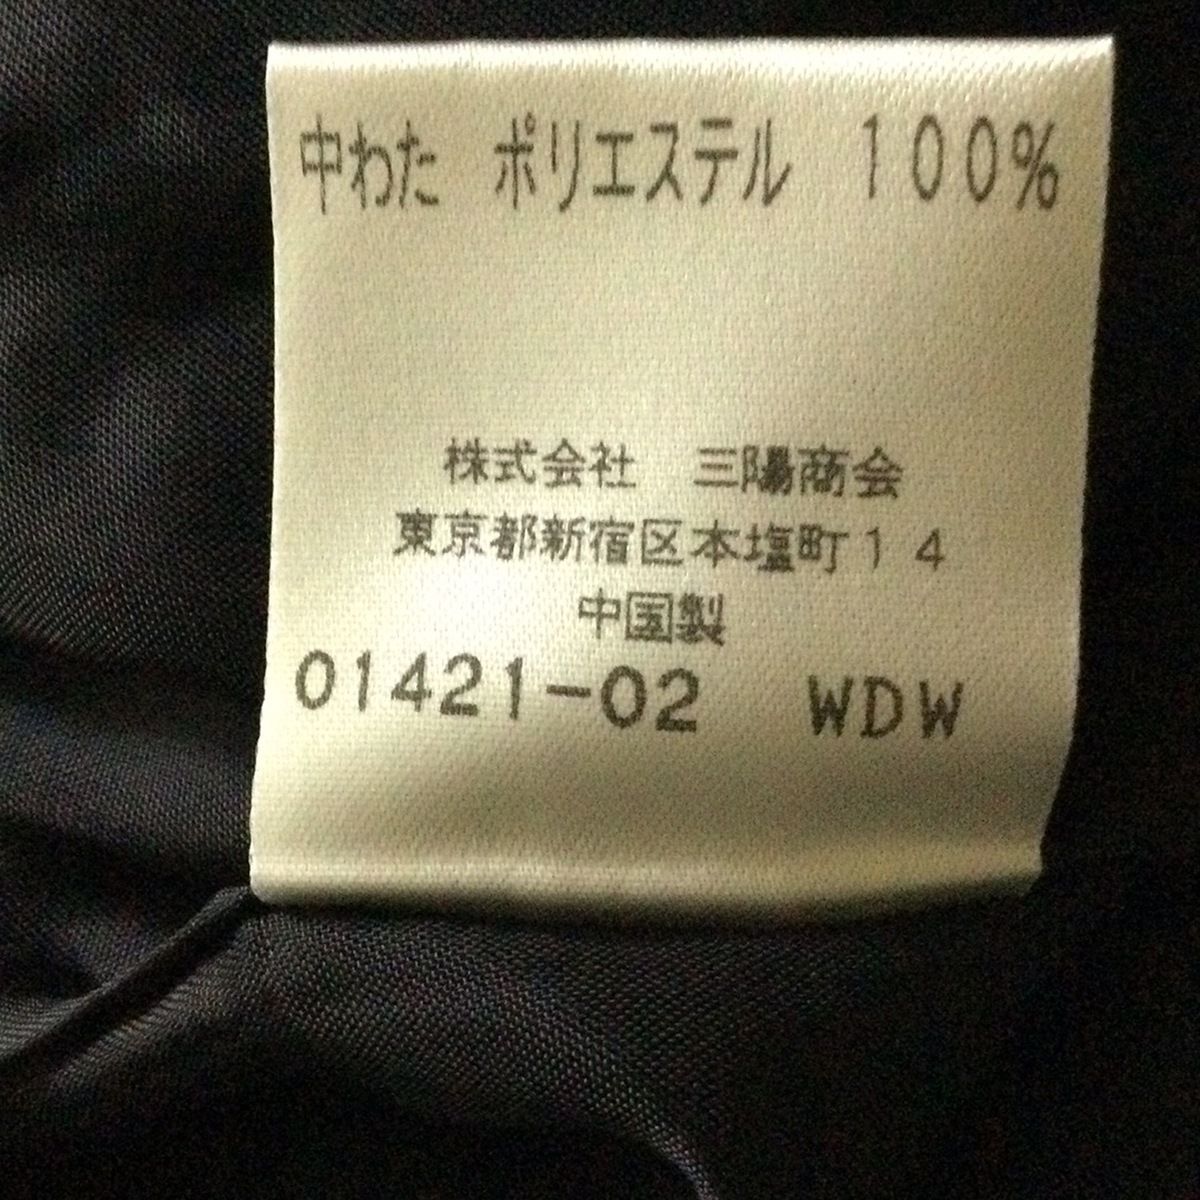 中わた　ポリエステル　100%
株式会社　三陽商会
東京都新宿区本塩町14
中国製
01421-02　WDW